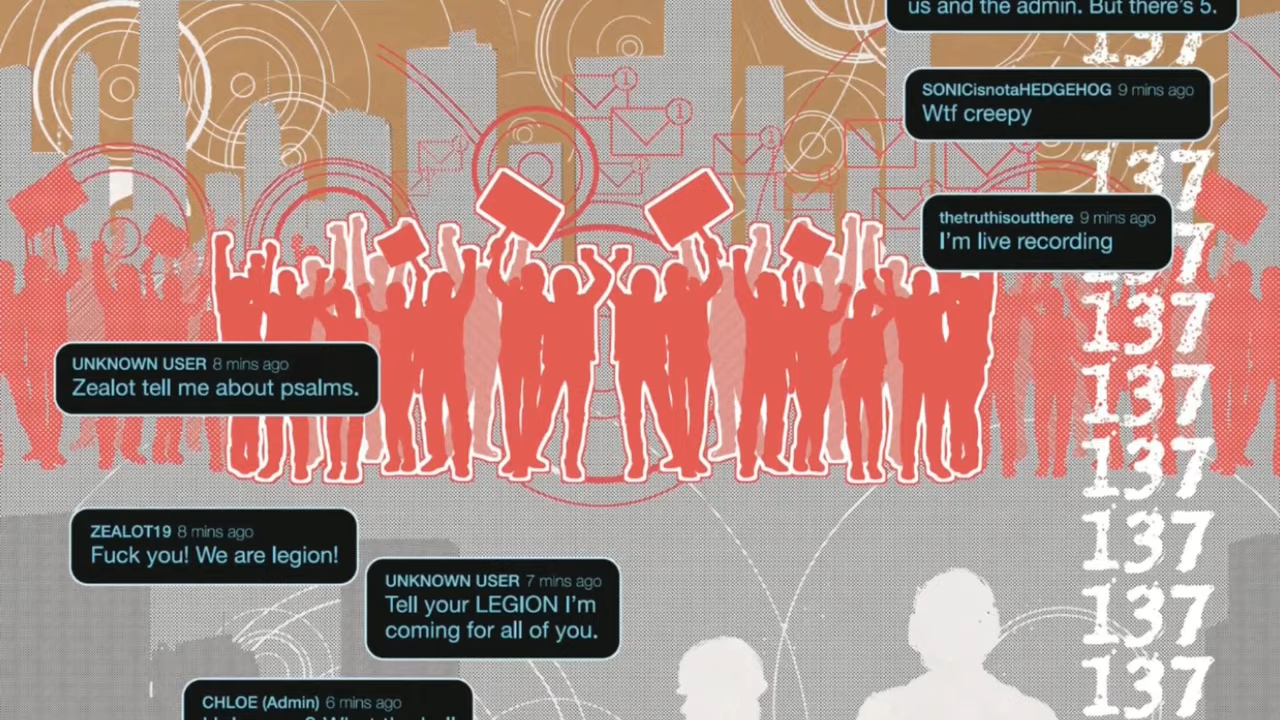 us and the admin. But there's 5.
137
SONICisnotaHEDGEHOG 9 mins ago
Wtf creepy
137
thetruthisoutthere 9 mins ago
I'm live recording
137
137
UNKNOWN USER 8 mins ago
Zealot tell me about psalms.
137
137
ZEALOT19 8 mins ago
Fuck you! We are legion!
137
UNKNOWN USER 7 mins ago
Tell your LEGION I'm
coming for all of you.
137
137
CHLOE (Admin) 6 mins ago